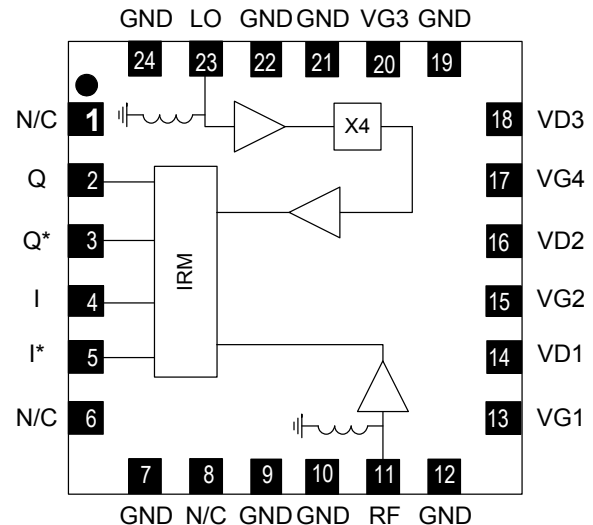 GND LO GND GND VG3 GND
24 23 22 21 20 19
N/C 1 X4 18 VD3
Q 2 17 VG4
Q* 3 16 VD2
IRM
I 4 15 VG2
I* 5 14 VD1
N/C 6 13 VG1
7 8 9 10 11 12
GND N/C GND GND RF GND